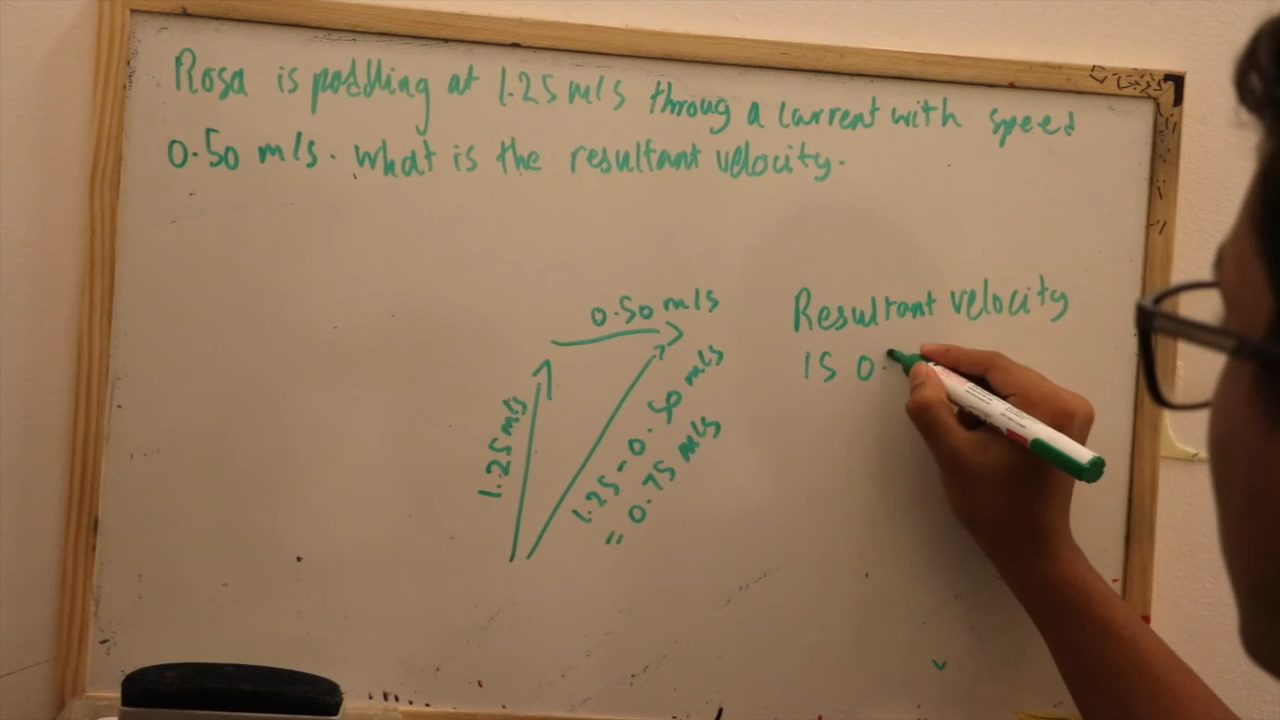 Rosa is paddling at 1.25 m/s throug a current with speed
0.50 m/s. what is the resultant velocity.
0.50 m/s
1.25 m/s
1.25 - 0.50 m/s
= 0.75 m/s
Resultant velocity
is 0.